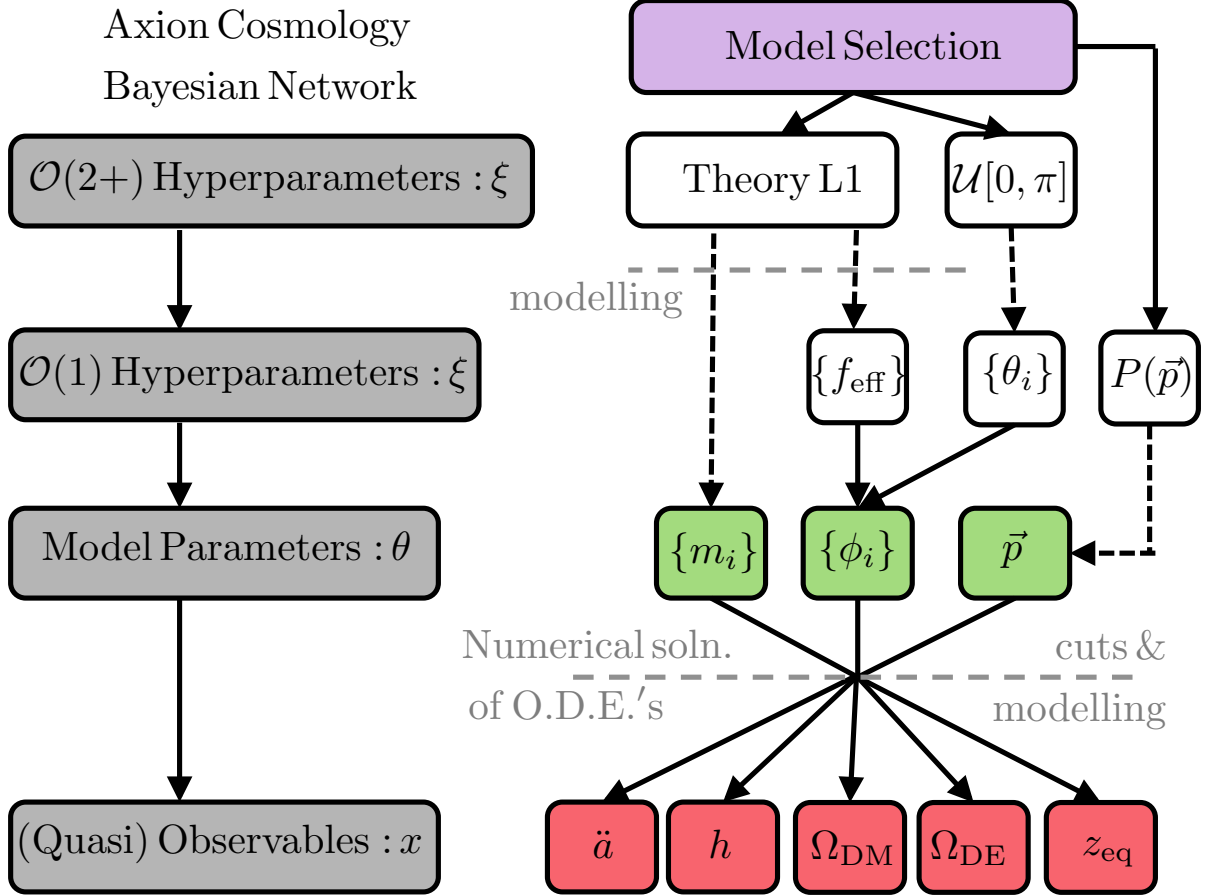 Axion Cosmology
Bayesian Network
Model Selection
𝒪(2+) Hyperparameters : ξ
Theory L1
𝒰[0, π]
modelling
𝒪(1) Hyperparameters : ξ
{f_eff}
{θ_i}
P(p⃗)
Model Parameters : θ
{m_i}
{ϕ_i}
p⃗
Numerical soln.
of O.D.E.′s
cuts &
modelling
(Quasi) Observables : x
ä
h
Ω_DM
Ω_DE
z_eq